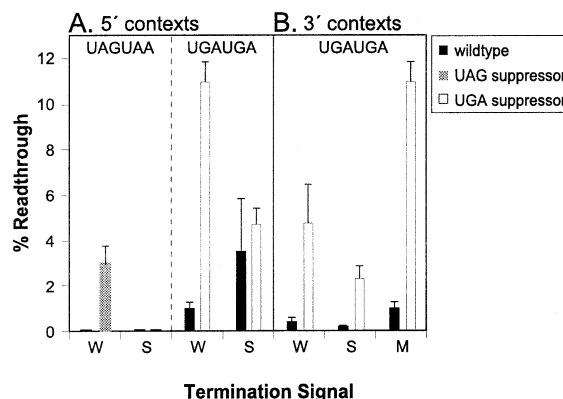 A. 5´ contexts B. 3´ contexts
UAGUAA UGAUGA UGAUGA
wildtype
UAG suppressor
UGA suppressor
% Readthrough
12
10
8
6
4
2
0
W S W S W S M
Termination Signal